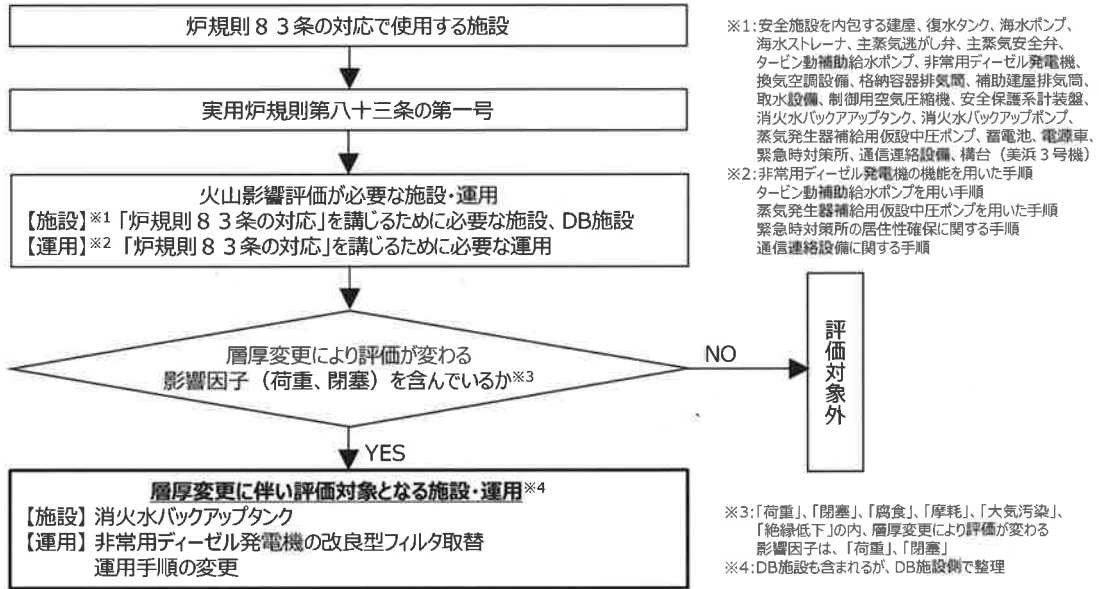 炉規則８３条の対応で使用する施設
実用炉規則第八十三条の第一号
火山影響評価が必要な施設・運用
【施設】※1「炉規則８３条の対応」を講じるために必要な施設、DB施設
【運用】※2「炉規則８３条の対応」を講じるために必要な運用
層厚変更により評価が変わる
影響因子（荷重、閉塞）を含んでいるか※3
NO
評価対象外
YES
層厚変更に伴い評価対象となる施設・運用※4
【施設】消火水バックアップタンク
【運用】非常用ディーゼル発電機の改良型フィルタ取替
運用手順の変更
※1:安全施設を内包する建屋、復水タンク、海水ポンプ、
海水ストレーナ、主蒸気逃がし弁、主蒸気安全弁、
タービン動補助給水ポンプ、非常用ディーゼル発電機、
換気空調設備、格納容器排気筒、補助建屋排気筒、
取水設備、制御用空気圧縮機、安全保護系計装盤、
消火水バックアアップタンク、消火水バックアップポンプ、
蒸気発生器補給用仮設中圧ポンプ、蓄電池、電源車、
緊急時対策所、通信連絡設備、構台（美浜３号機）
※2:非常用ディーゼル発電機の機能を用いた手順
タービン動補助給水ポンプを用い手順
蒸気発生器補給用仮設中圧ポンプを用いた手順
緊急時対策所の居住性確保に関する手順
通信連絡設備に関する手順
※3:「荷重」、「閉塞」、「腐食」、「摩耗」、「大気汚染」、
「絶縁低下」の内、層厚変更により評価が変わる
影響因子は、「荷重」、「閉塞」
※4:DB施設も含まれるが、DB施設側で整理